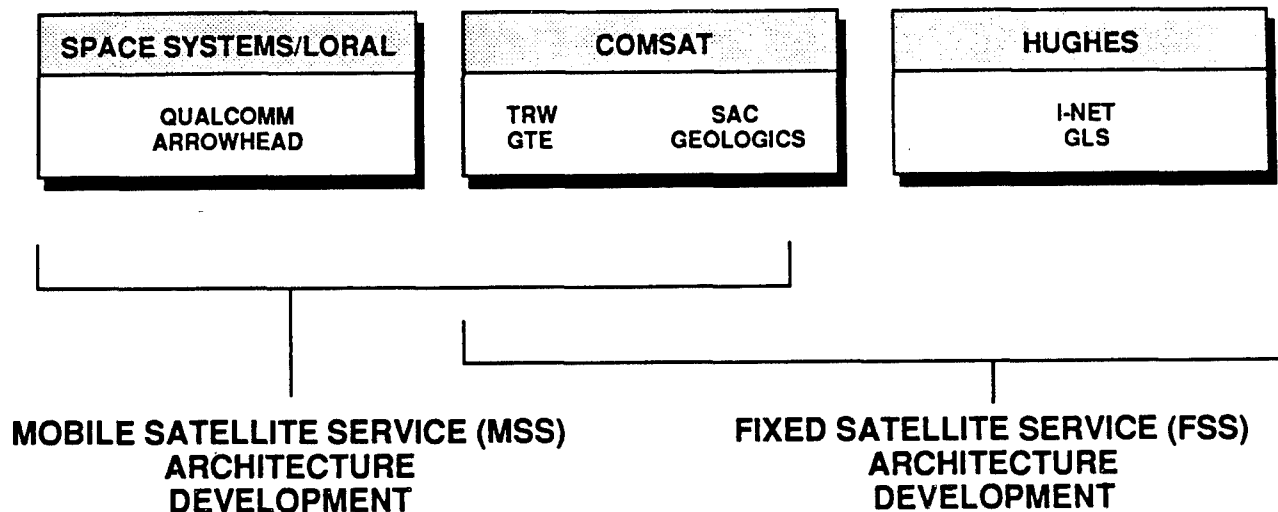 SPACE SYSTEMS/LORAL
QUALCOMM
ARROWHEAD
COMSAT
TRW SAC
GTE GEOLOGICS
HUGHES
I-NET
GLS
MOBILE SATELLITE SERVICE (MSS)
ARCHITECTURE
DEVELOPMENT
FIXED SATELLITE SERVICE (FSS)
ARCHITECTURE
DEVELOPMENT